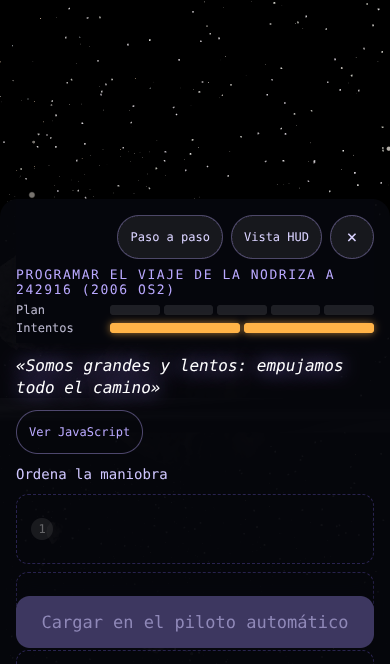 Paso a paso
Vista HUD
×
PROGRAMAR EL VIAJE DE LA NODRIZA A
242916 (2006 OS2)
Plan
Intentos
«Somos grandes y lentos: empujamos
todo el camino»
Ver JavaScript
Ordena la maniobra
1
Cargar en el piloto automático